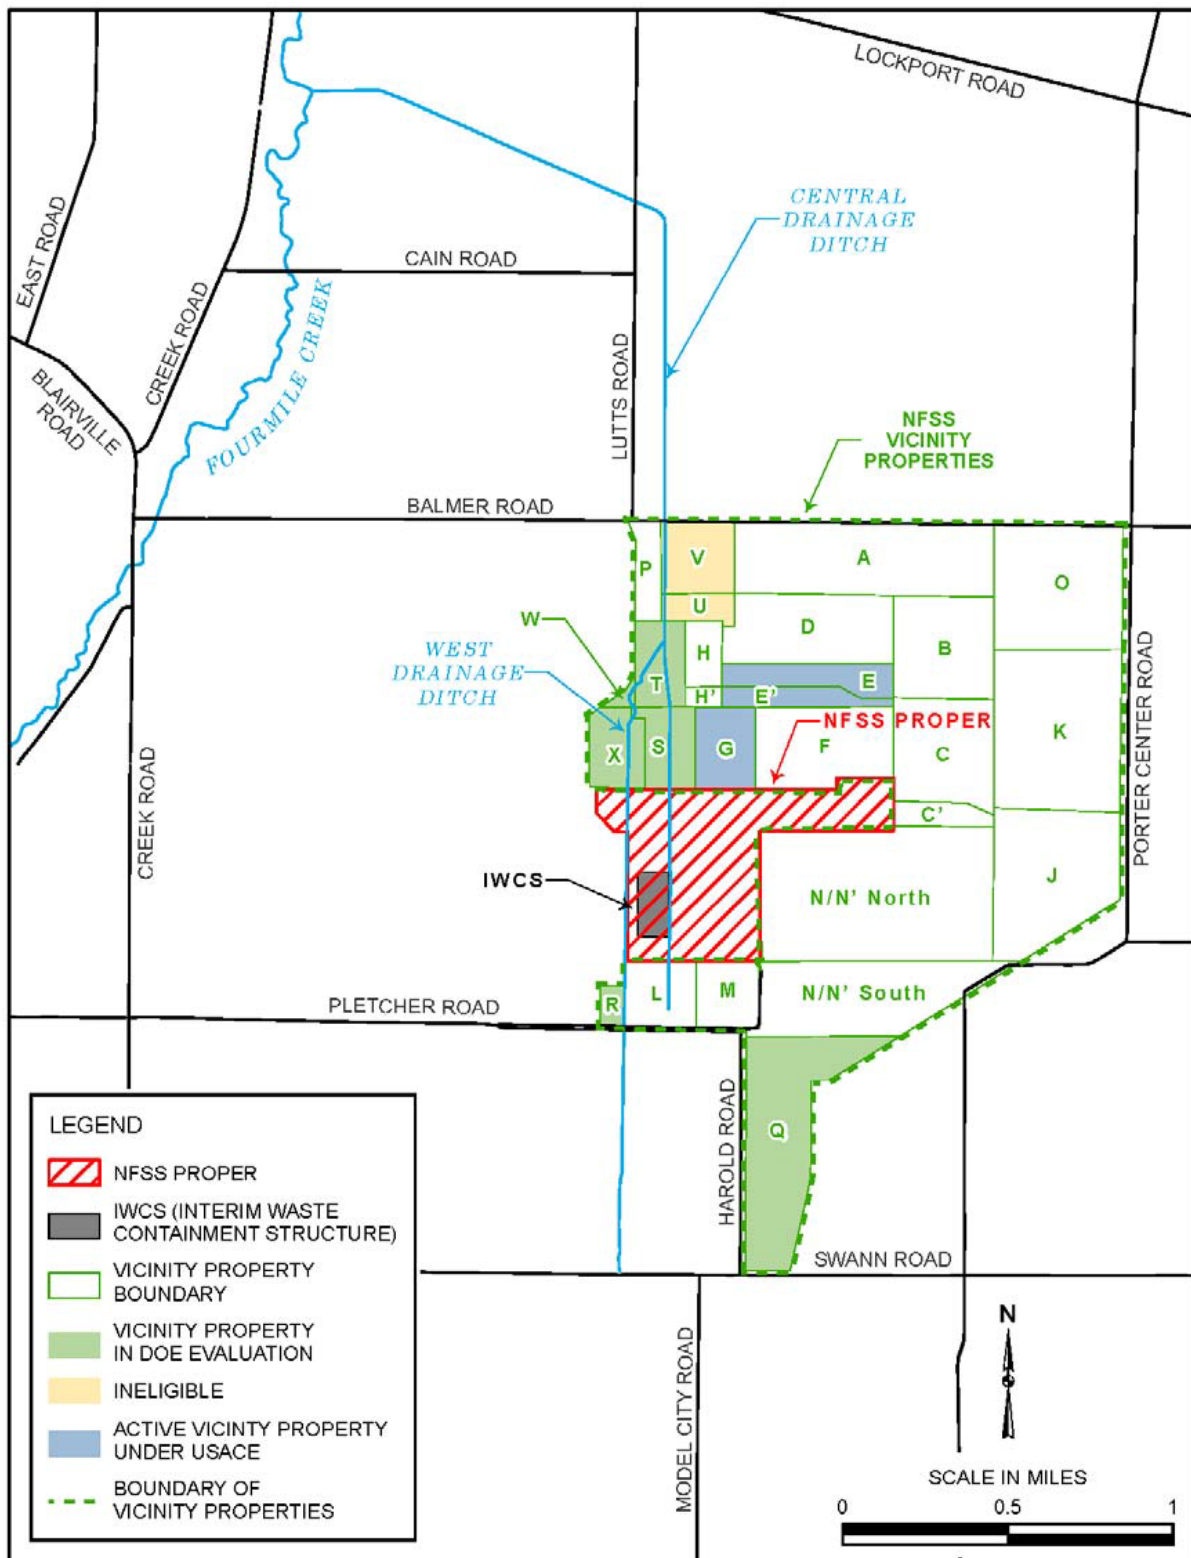 LOCKPORT ROAD
CENTRAL
DRAINAGE
DITCH
EAST ROAD
CAIN ROAD
CREEK ROAD
FOURMILE CREEK
LUTTS ROAD
BLAIRVILLE
ROAD
NFSS
VICINITY
PROPERTIES
BALMER ROAD
P
V
A
O
U
W
D
B
WEST
DRAINAGE
DITCH
H
T
E
H'
E'
NFSS PROPER
X
S
G
F
C
K
PORTER CENTER ROAD
C'
CREEK ROAD
IWCS
J
N/N' North
R
L
M
N/N' South
PLETCHER ROAD
HAROLD ROAD
Q
SWANN ROAD
MODEL CITY ROAD
LEGEND
NFSS PROPER
IWCS (INTERIM WASTE
CONTAINMENT STRUCTURE)
VICINITY PROPERTY
BOUNDARY
VICINITY PROPERTY
IN DOE EVALUATION
INELIGIBLE
ACTIVE VICINTY PROPERTY
UNDER USACE
BOUNDARY OF
VICINITY PROPERTIES
N
SCALE IN MILES
0 0.5 1